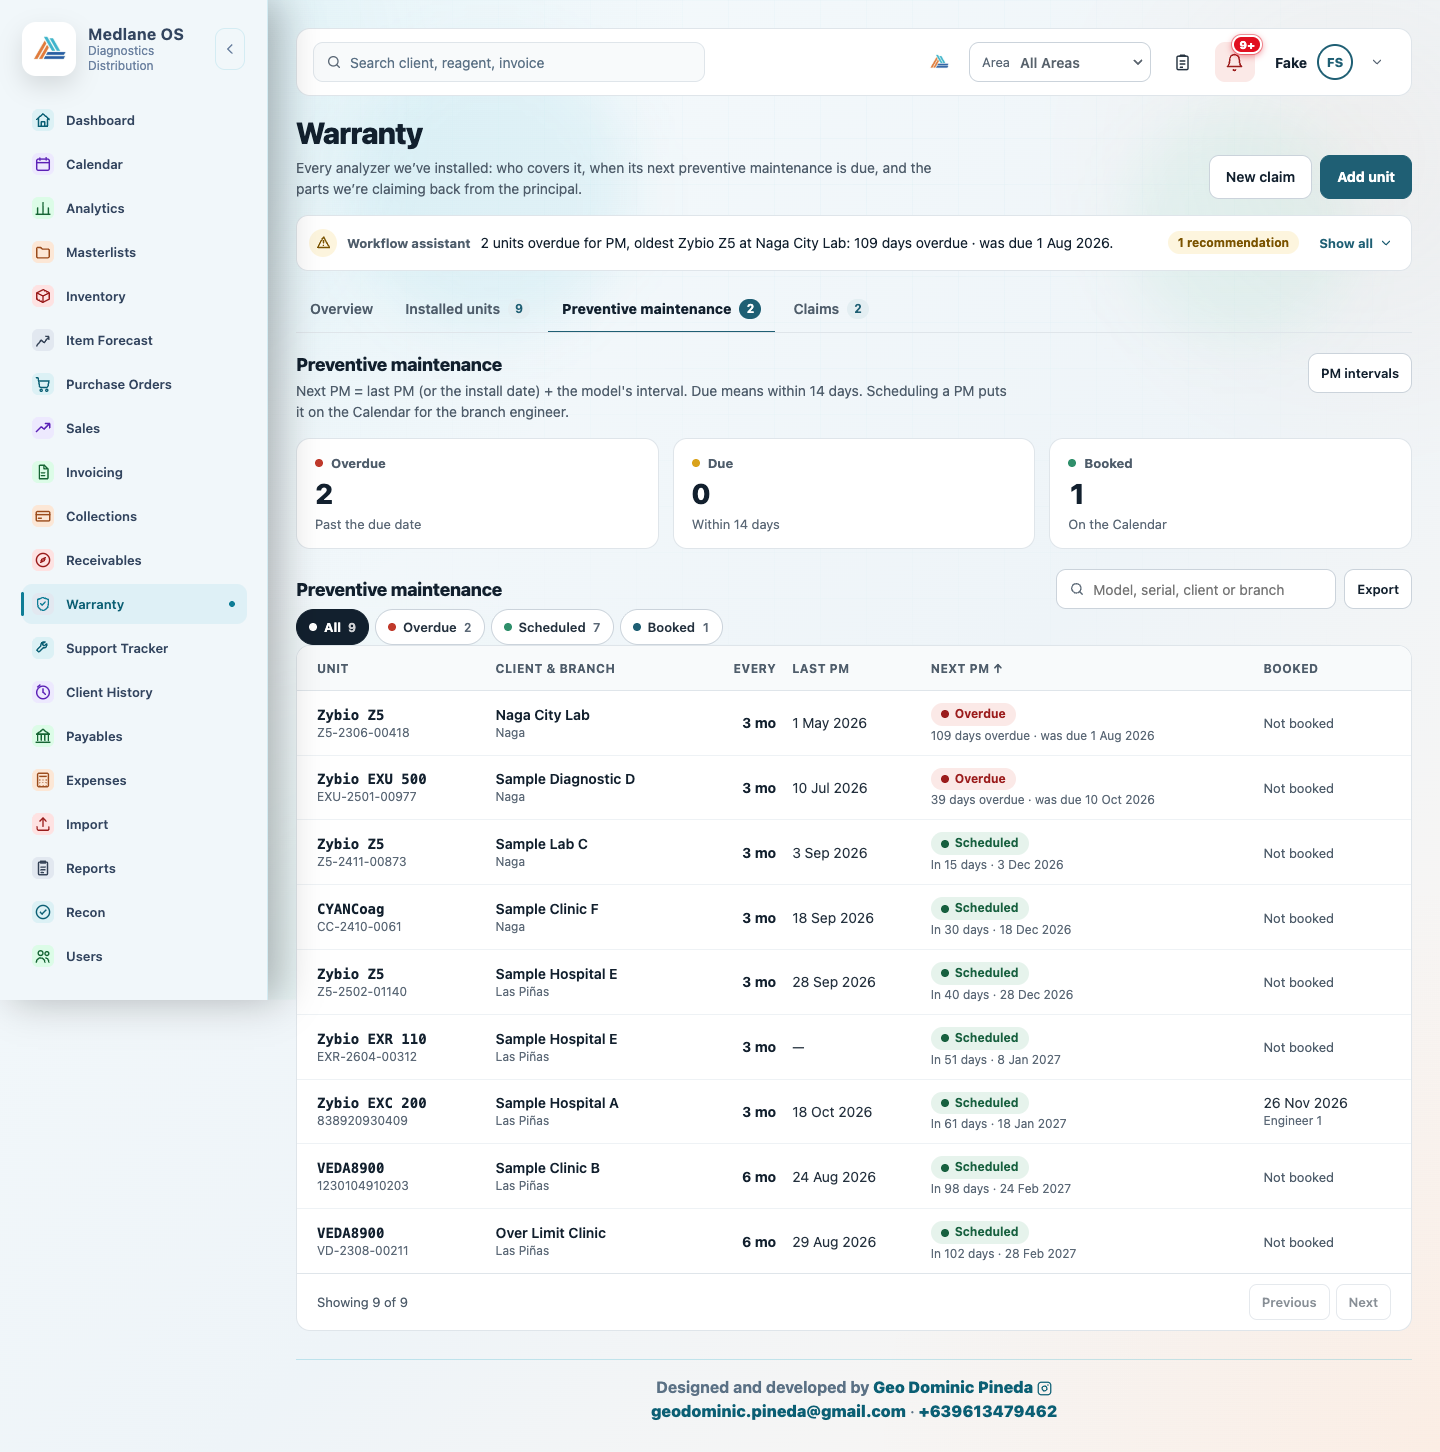 Medlane OS
Diagnostics
Distribution
Dashboard
Calendar
Analytics
Masterlists
Inventory
Item Forecast
Purchase Orders
Sales
Invoicing
Collections
Receivables
Warranty
Support Tracker
Client History
Payables
Expenses
Import
Reports
Recon
Users
Search client, reagent, invoice
Area All Areas
9+
Fake FS
Warranty
Every analyzer we’ve installed: who covers it, when its next preventive maintenance is due, and the
parts we’re claiming back from the principal.
New claim
Add unit
Workflow assistant 2 units overdue for PM, oldest Zybio Z5 at Naga City Lab: 109 days overdue · was due 1 Aug 2026.
1 recommendation
Show all
Overview
Installed units 9
Preventive maintenance 2
Claims 2
Preventive maintenance
Next PM = last PM (or the install date) + the model's interval. Due means within 14 days. Scheduling a PM puts
it on the Calendar for the branch engineer.
PM intervals
Overdue
2
Past the due date
Due
0
Within 14 days
Booked
1
On the Calendar
Preventive maintenance
Model, serial, client or branch
Export
All 9
Overdue 2
Scheduled 7
Booked 1
UNIT CLIENT & BRANCH EVERY LAST PM NEXT PM ↑ BOOKED
Zybio Z5 Naga City Lab 3 mo 1 May 2026 Overdue Not booked
Z5-2306-00418 Naga 109 days overdue · was due 1 Aug 2026
Zybio EXU 500 Sample Diagnostic D 3 mo 10 Jul 2026 Overdue Not booked
EXU-2501-00977 Naga 39 days overdue · was due 10 Oct 2026
Zybio Z5 Sample Lab C 3 mo 3 Sep 2026 Scheduled Not booked
Z5-2411-00873 Naga In 15 days · 3 Dec 2026
CYANCoag Sample Clinic F 3 mo 18 Sep 2026 Scheduled Not booked
CC-2410-0061 Naga In 30 days · 18 Dec 2026
Zybio Z5 Sample Hospital E 3 mo 28 Sep 2026 Scheduled Not booked
Z5-2502-01140 Las Piñas In 40 days · 28 Dec 2026
Zybio EXR 110 Sample Hospital E 3 mo — Scheduled Not booked
EXR-2604-00312 Las Piñas In 51 days · 8 Jan 2027
Zybio EXC 200 Sample Hospital A 3 mo 18 Oct 2026 Scheduled 26 Nov 2026
838920930409 Las Piñas In 61 days · 18 Jan 2027 Engineer 1
VEDA8900 Sample Clinic B 6 mo 24 Aug 2026 Scheduled Not booked
1230104910203 Las Piñas In 98 days · 24 Feb 2027
VEDA8900 Over Limit Clinic 6 mo 29 Aug 2026 Scheduled Not booked
VD-2308-00211 Las Piñas In 102 days · 28 Feb 2027
Showing 9 of 9
Previous
Next
Designed and developed by Geo Dominic Pineda
geodominic.pineda@gmail.com · +639613479462